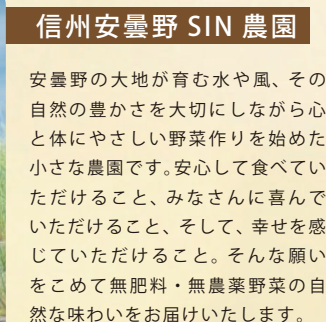 信州安曇野 SIN 農園
安曇野の大地が育む水や風、その
自然の豊かさを大切にしながら心
と体にやさしい野菜作りを始めた
小さな農園です。安心して食べてい
ただけること、みなさんに喜んで
いただけること、そして、幸せを感
じていただけること。そんな願い
をこめて無肥料・無農薬野菜の自
然な味わいをお届けいたします。